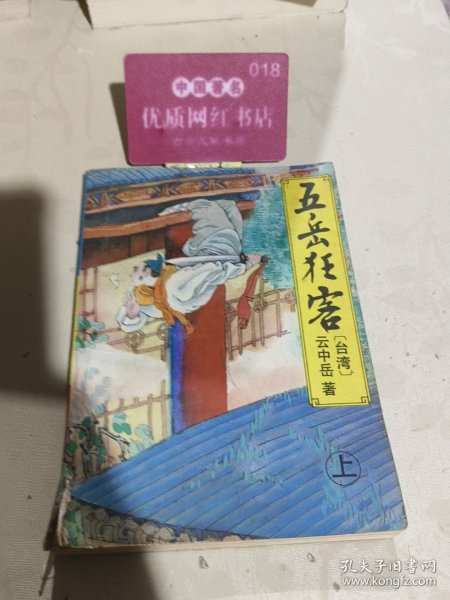 018
中国著名
优质网红书店
五岳狂客
〔台湾〕
云中岳 著
上
孔夫子旧书网
www.kongfz.com